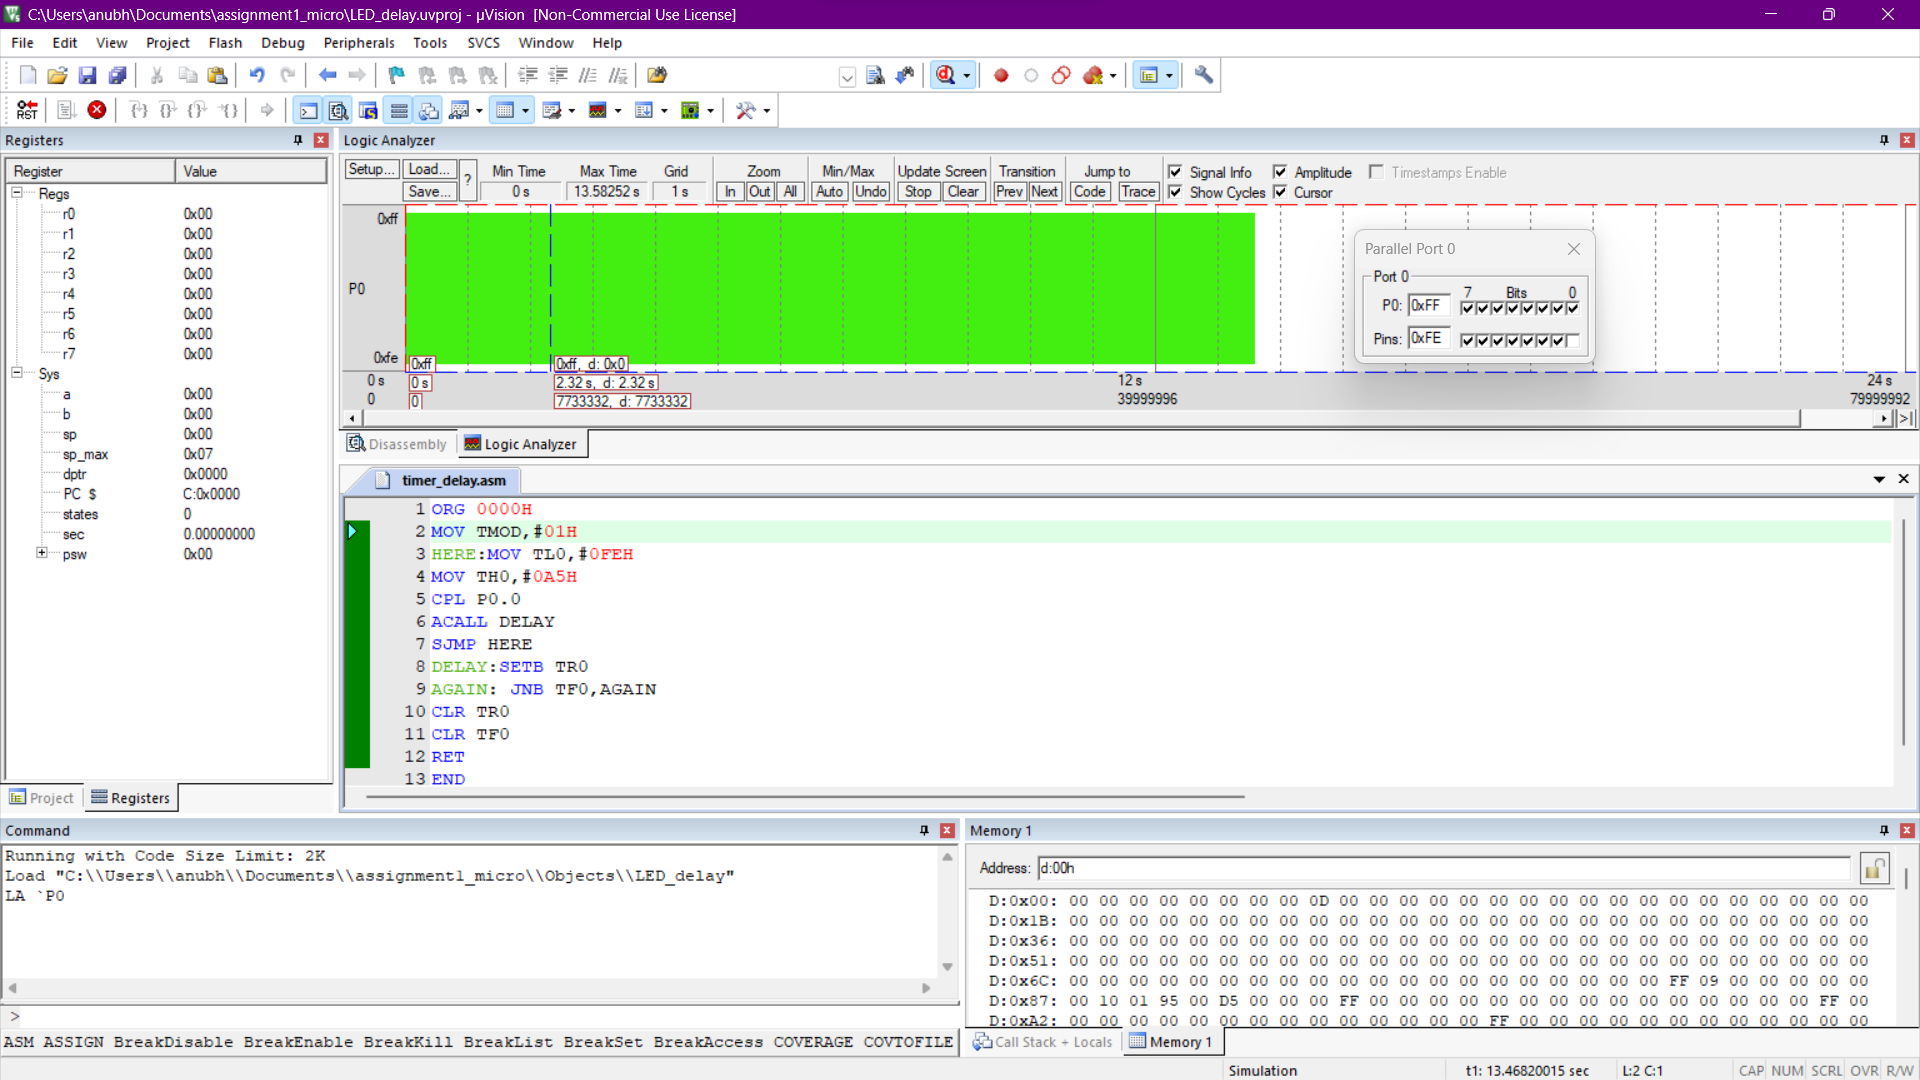 C:\Users\anubh\Documents\assignment1_micro\LED_delay.uvproj - µVision  [Non-Commercial Use License]
File Edit View Project Flash Debug Peripherals Tools SVCS Window Help
RST
Registers
Register Value
Regs
r0 0x00
r1 0x00
r2 0x00
r3 0x00
r4 0x00
r5 0x00
r6 0x00
r7 0x00
Sys
a 0x00
b 0x00
sp 0x00
sp_max 0x07
dptr 0x0000
PC $ C:0x0000
states 0
sec 0.00000000
psw 0x00
Project Registers
Logic Analyzer
Setup... Load... Save... ?
Min Time Max Time Grid Zoom Min/Max Update Screen Transition Jump to
0 s 13.58252 s 1 s In Out All Auto Undo Stop Clear Prev Next Code Trace
Signal Info Amplitude Timestamps Enable
Show Cycles Cursor
0xff
P0
0xfe
0xff 0xff, d: 0x0
0 s 0 s 2.32 s, d: 2.32 s 12 s 24 s
0 0 7733332, d: 7733332 39999996 79999992
Parallel Port 0
Port 0
7 Bits 0
P0: 0xFF
Pins: 0xFE
Disassembly Logic Analyzer
timer_delay.asm
1 ORG 0000H
2 MOV TMOD,#01H
3 HERE:MOV TL0,#0FEH
4 MOV TH0,#0A5H
5 CPL P0.0
6 ACALL DELAY
7 SJMP HERE
8 DELAY:SETB TR0
9 AGAIN: JNB TF0,AGAIN
10 CLR TR0
11 CLR TF0
12 RET
13 END
Command
Running with Code Size Limit: 2K
Load "C:\\Users\\anubh\\Documents\\assignment1_micro\\Objects\\LED_delay"
LA `P0
>
ASM ASSIGN BreakDisable BreakEnable BreakKill BreakList BreakSet BreakAccess COVERAGE COVTOFILE
Memory 1
Address: d:00h
D:0x00: 00 00 00 00 00 00 00 00 0D 00 00 00 00 00 00 00 00 00 00 00 00 00 00 00 00 00 00
D:0x1B: 00 00 00 00 00 00 00 00 00 00 00 00 00 00 00 00 00 00 00 00 00 00 00 00 00 00 00
D:0x36: 00 00 00 00 00 00 00 00 00 00 00 00 00 00 00 00 00 00 00 00 00 00 00 00 00 00 00
D:0x51: 00 00 00 00 00 00 00 00 00 00 00 00 00 00 00 00 00 00 00 00 00 00 00 00 00 00 00
D:0x6C: 00 00 00 00 00 00 00 00 00 00 00 00 00 00 00 00 00 00 00 00 FF 09 00 00 00 00 00
D:0x87: 00 10 01 95 00 D5 00 00 00 FF 00 00 00 00 00 00 00 00 00 00 00 00 00 00 00 FF 00
D:0xA2: 00 00 00 00 00 00 00 00 00 00 00 00 00 00 FF 00 00 00 00 00 00 00 00 00 00 00 00
Call Stack + Locals Memory 1
Simulation t1: 13.46820015 sec L:2 C:1 CAP NUM SCRL OVR R/W